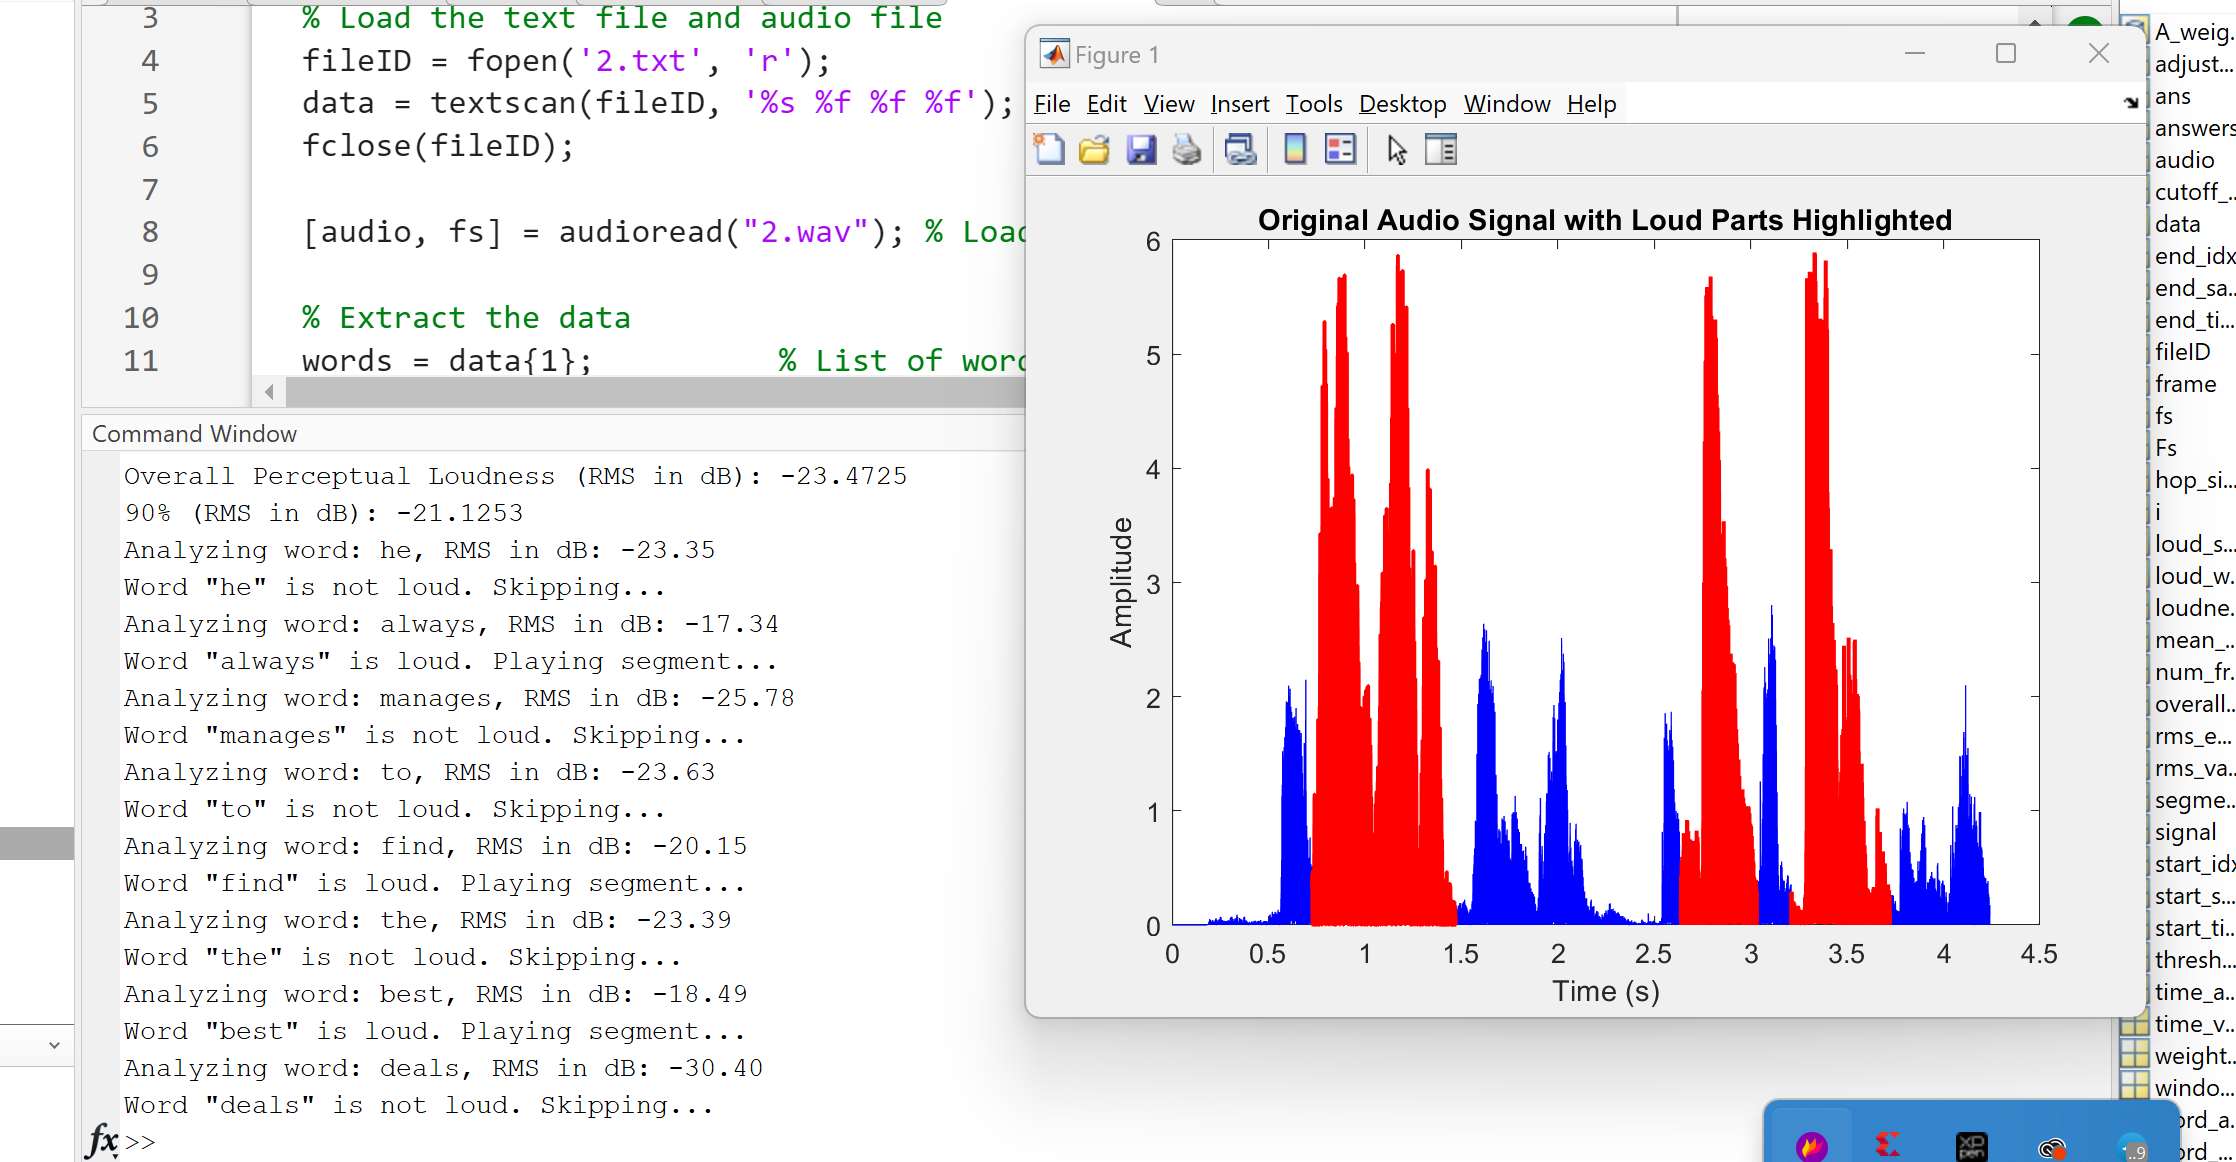 3 % Load the text file and audio file
4 fileID = fopen('2.txt', 'r');
5 data = textscan(fileID, '%s %f %f %f');
6 fclose(fileID);
7
8 [audio, fs] = audioread("2.wav"); % Load
9
10 % Extract the data
11 words = data{1}; % List of word
Command Window
Overall Perceptual Loudness (RMS in dB): -23.4725
90% (RMS in dB): -21.1253
Analyzing word: he, RMS in dB: -23.35
Word "he" is not loud. Skipping...
Analyzing word: always, RMS in dB: -17.34
Word "always" is loud. Playing segment...
Analyzing word: manages, RMS in dB: -25.78
Word "manages" is not loud. Skipping...
Analyzing word: to, RMS in dB: -23.63
Word "to" is not loud. Skipping...
Analyzing word: find, RMS in dB: -20.15
Word "find" is loud. Playing segment...
Analyzing word: the, RMS in dB: -23.39
Word "the" is not loud. Skipping...
Analyzing word: best, RMS in dB: -18.49
Word "best" is loud. Playing segment...
Analyzing word: deals, RMS in dB: -30.40
Word "deals" is not loud. Skipping...
fx >>
Figure 1
File Edit View Insert Tools Desktop Window Help
Original Audio Signal with Loud Parts Highlighted
6
5
4
3
2
1
0
Amplitude
0 0.5 1 1.5 2 2.5 3 3.5 4 4.5
Time (s)
A_weig...
adjust...
ans
answers
audio
cutoff_...
data
end_idx
end_sa...
end_ti...
fileID
frame
fs
Fs
hop_si...
i
loud_s...
loud_w...
loudne...
mean_...
num_fr...
overall...
rms_e...
rms_va...
segme...
signal
start_idx
start_s...
start_ti...
thresh...
time_a...
time_v...
weight...
windo...
ord_a...
ord_...
XP
pen
..9